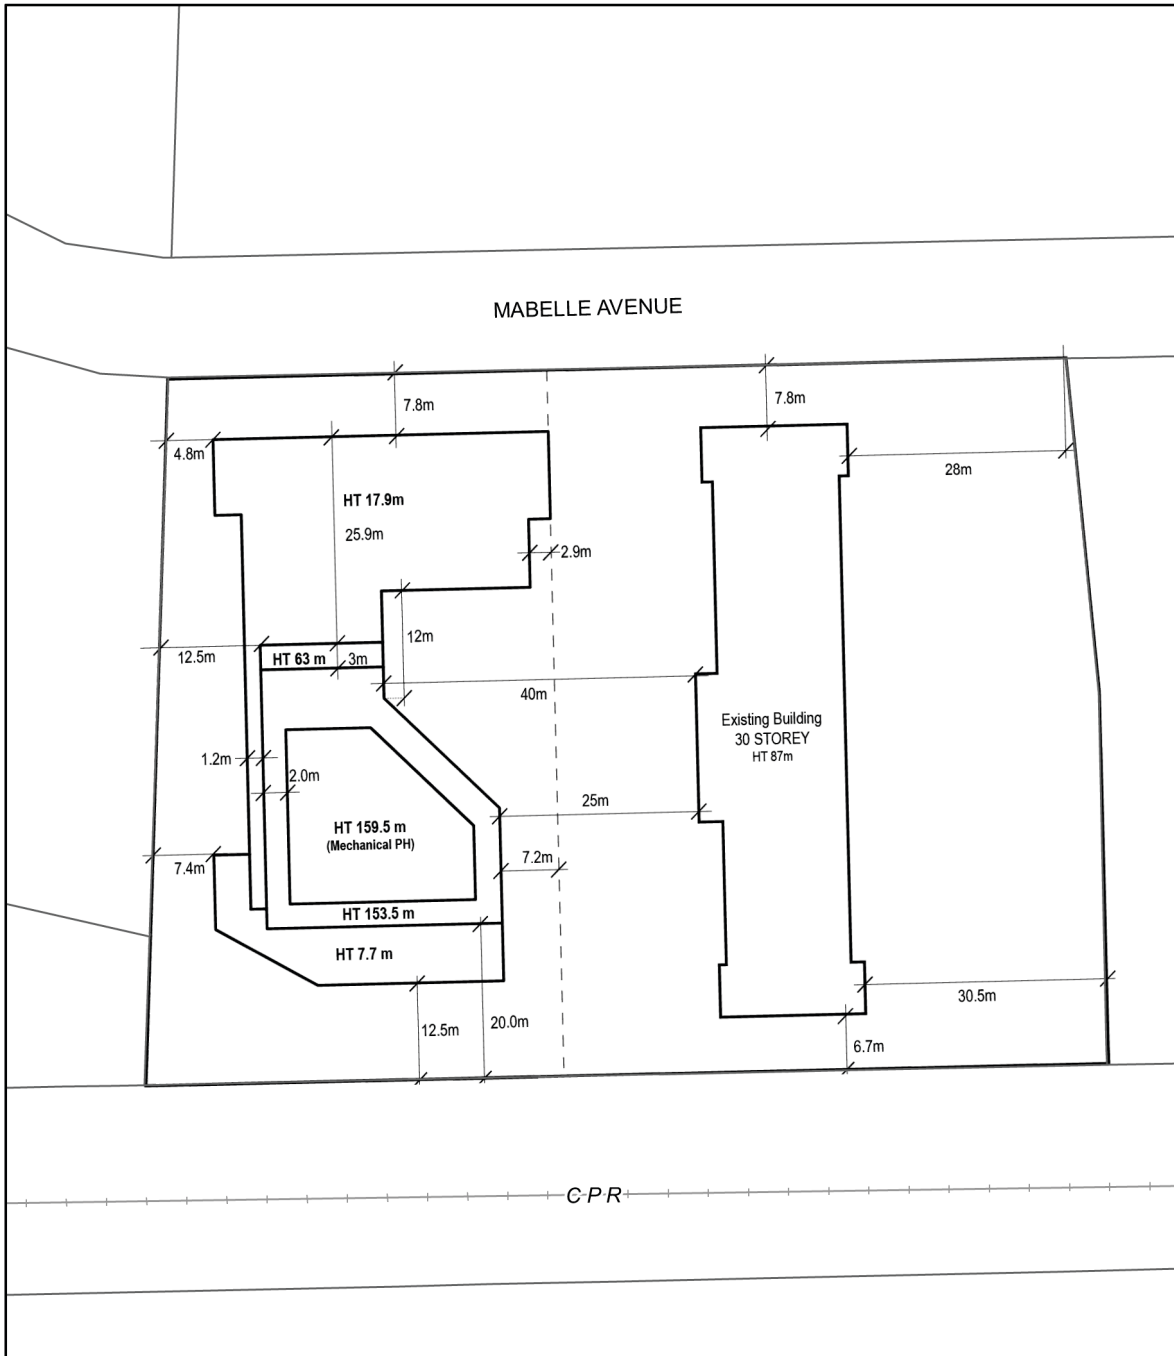 MABELLE AVENUE
7.8m
7.8m
4.8m
28m
HT 17.9m
25.9m
2.9m
12m
12.5m
HT 63 m
3m
40m
Existing Building
30 STOREY
HT 87m
1.2m
2.0m
25m
HT 159.5 m
(Mechanical PH)
7.2m
7.4m
HT 153.5 m
HT 7.7 m
30.5m
12.5m
20.0m
6.7m
C P R